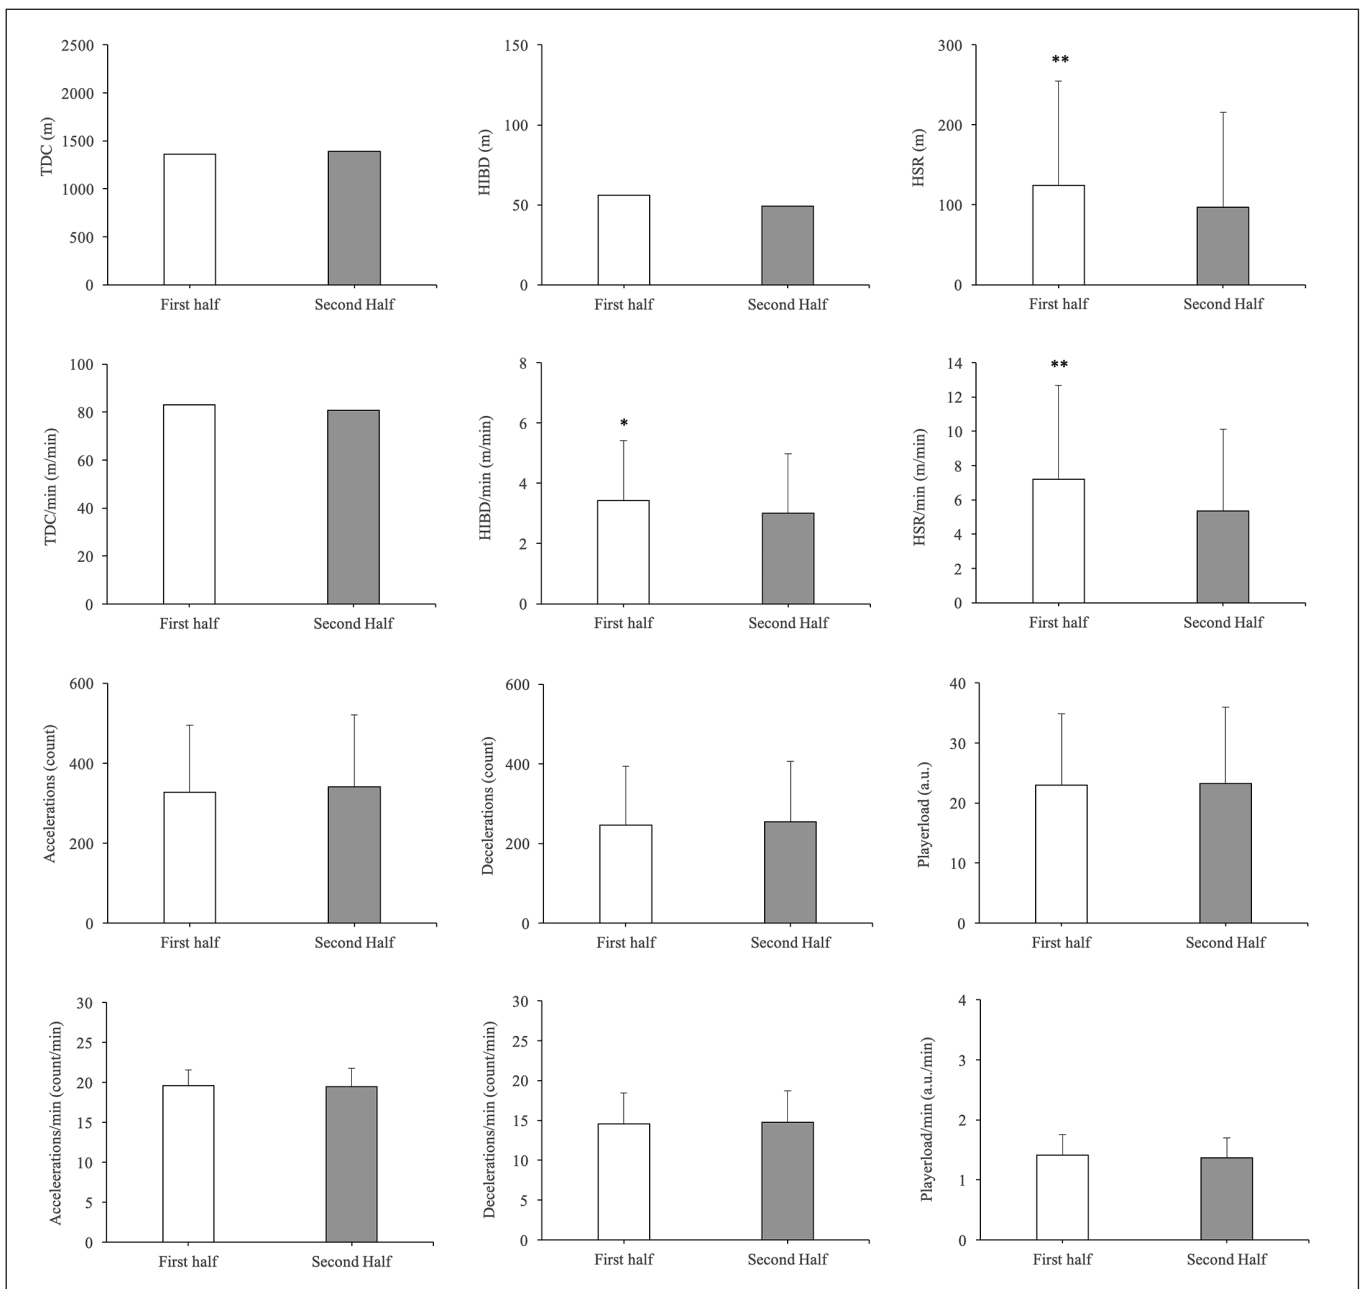 TDC (m)
2500
2000
1500
1000
500
0
First half
Second Half
HIBD (m)
150
100
50
0
First half
Second Half
HSR (m)
300
200
100
0
**
First half
Second Half
TDC/min (m/min)
100
80
60
40
20
0
First half
Second Half
HIBD/min (m/min)
8
6
4
2
0
*
First half
Second Half
HSR/min (m/min)
14
12
10
8
6
4
2
0
**
First half
Second Half
Accelerations (count)
600
400
200
0
First half
Second Half
Decelerations (count)
600
400
200
0
First half
Second Half
Playerload (a.u.)
40
30
20
10
0
First half
Second Half
Acceleerations/min (count/min)
30
25
20
15
10
5
0
First half
Second Half
Decelerations/min (count/min)
30
25
20
15
10
5
0
First half
Second Half
Playerload/min (a.u./min)
4
3
2
1
0
First half
Second Half